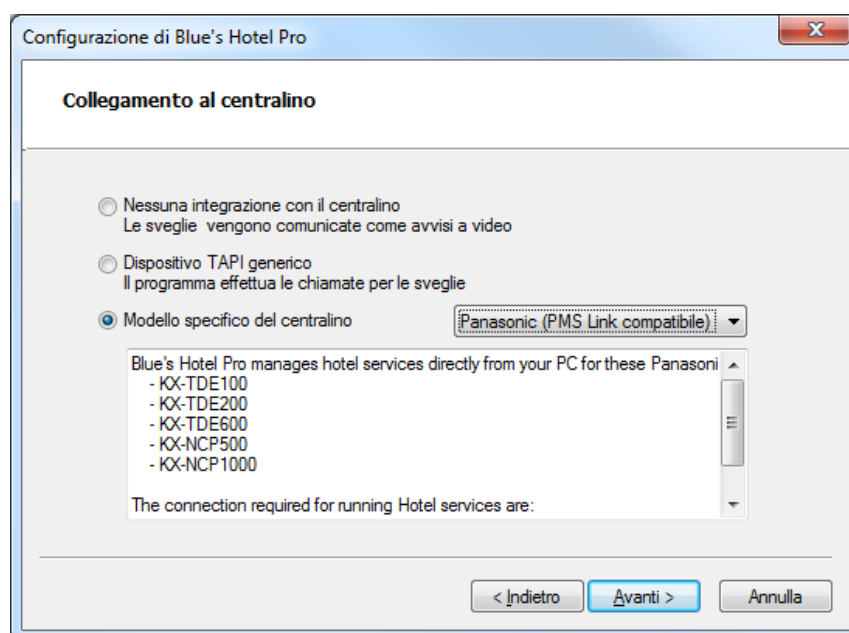 Configurazione di Blue's Hotel Pro
Collegamento al centralino
Nessuna integrazione con il centralino
Le sveglie vengono comunicate come avvisi a video
Dispositivo TAPI generico
Il programma effettua le chiamate per le sveglie
Modello specifico del centralino
Panasonic (PMS Link compatibile)
Blue's Hotel Pro manages hotel services directly from your PC for these Panasoni
- KX-TDE100
- KX-TDE200
- KX-TDE600
- KX-NCP500
- KX-NCP1000
The connection required for running Hotel services are:
< Indietro
Avanti >
Annulla